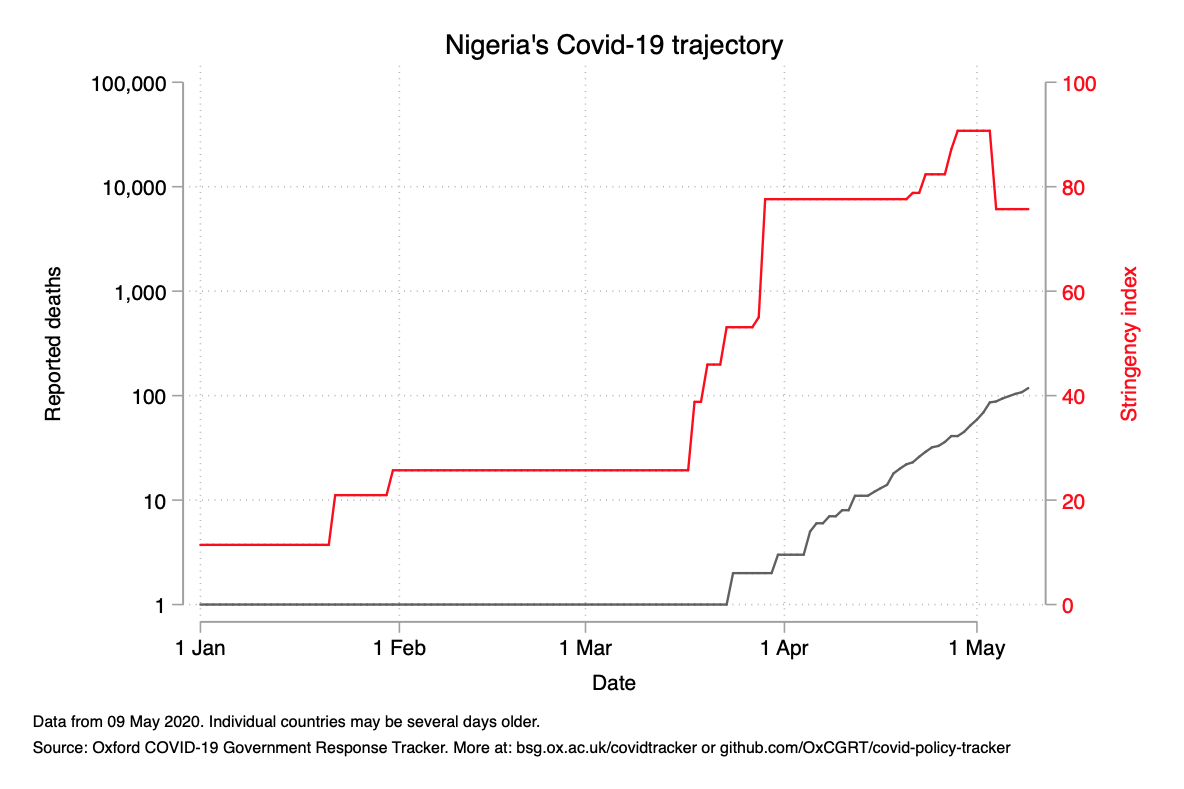 Nigeria's Covid-19 trajectory
100,000
10,000
1,000
100
10
1
Reported deaths
100
80
60
40
20
0
Stringency index
1 Jan
1 Feb
1 Mar
1 Apr
1 May
Date
Data from 09 May 2020. Individual countries may be several days older.
Source: Oxford COVID-19 Government Response Tracker. More at: bsg.ox.ac.uk/covidtracker or github.com/OxCGRT/covid-policy-tracker